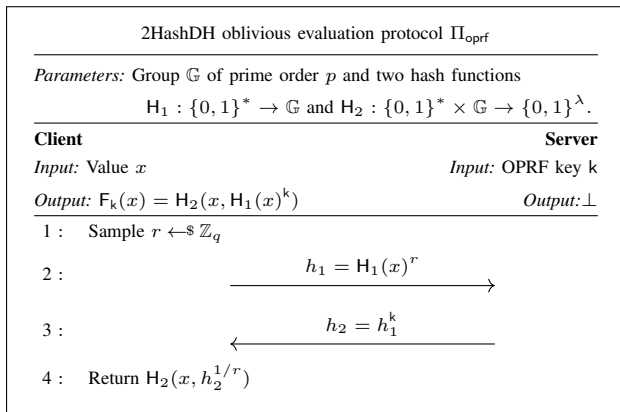 2HashDH oblivious evaluation protocol Π_oprf
Parameters: Group 𝔾 of prime order p and two hash functions
H₁ : {0, 1}* → 𝔾 and H₂ : {0, 1}* × 𝔾 → {0, 1}^λ.
Client Server
Input: Value x Input: OPRF key k
Output: F_k(x) = H₂(x, H₁(x)^k) Output:⊥
1 : Sample r ←$ ℤ_q
2 : h₁ = H₁(x)^r
3 : h₂ = h₁^k
4 : Return H₂(x, h₂^{1/r})